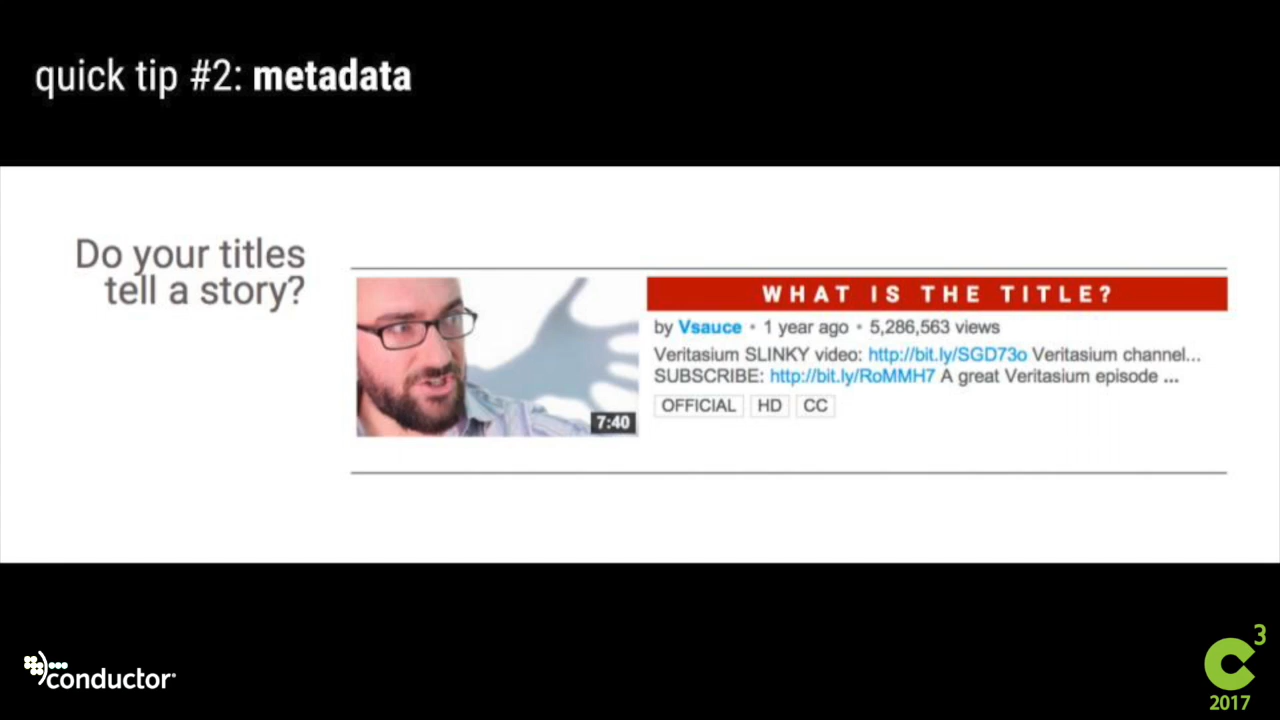 quick tip #2: metadata
Do your titles
tell a story?
WHAT IS THE TITLE?
by Vsauce • 1 year ago • 5,286,563 views
Veritasium SLINKY video: http://bit.ly/SGD73o Veritasium channel...
SUBSCRIBE: http://bit.ly/RoMMH7 A great Veritasium episode ...
OFFICIAL HD CC
7:40
conductor
C3
2017